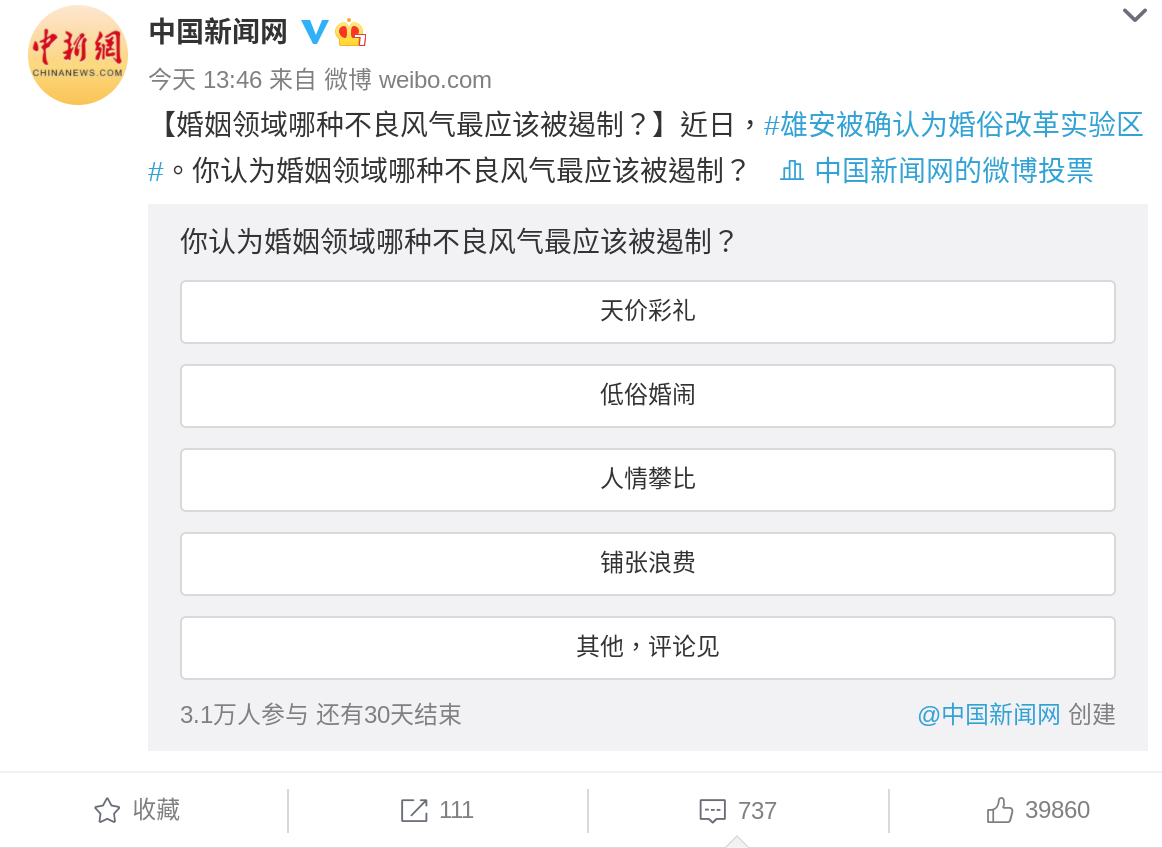 中新網
CHINANEWS.COM
中国新闻网
今天 13:46 来自 微博 weibo.com
【婚姻领域哪种不良风气最应该被遏制？】近日，#雄安被确认为婚俗改革实验区
#。你认为婚姻领域哪种不良风气最应该被遏制？ 中国新闻网的微博投票
你认为婚姻领域哪种不良风气最应该被遏制？
天价彩礼
低俗婚闹
人情攀比
铺张浪费
其他，评论见
3.1万人参与 还有30天结束 @中国新闻网 创建
收藏 111 737 39860